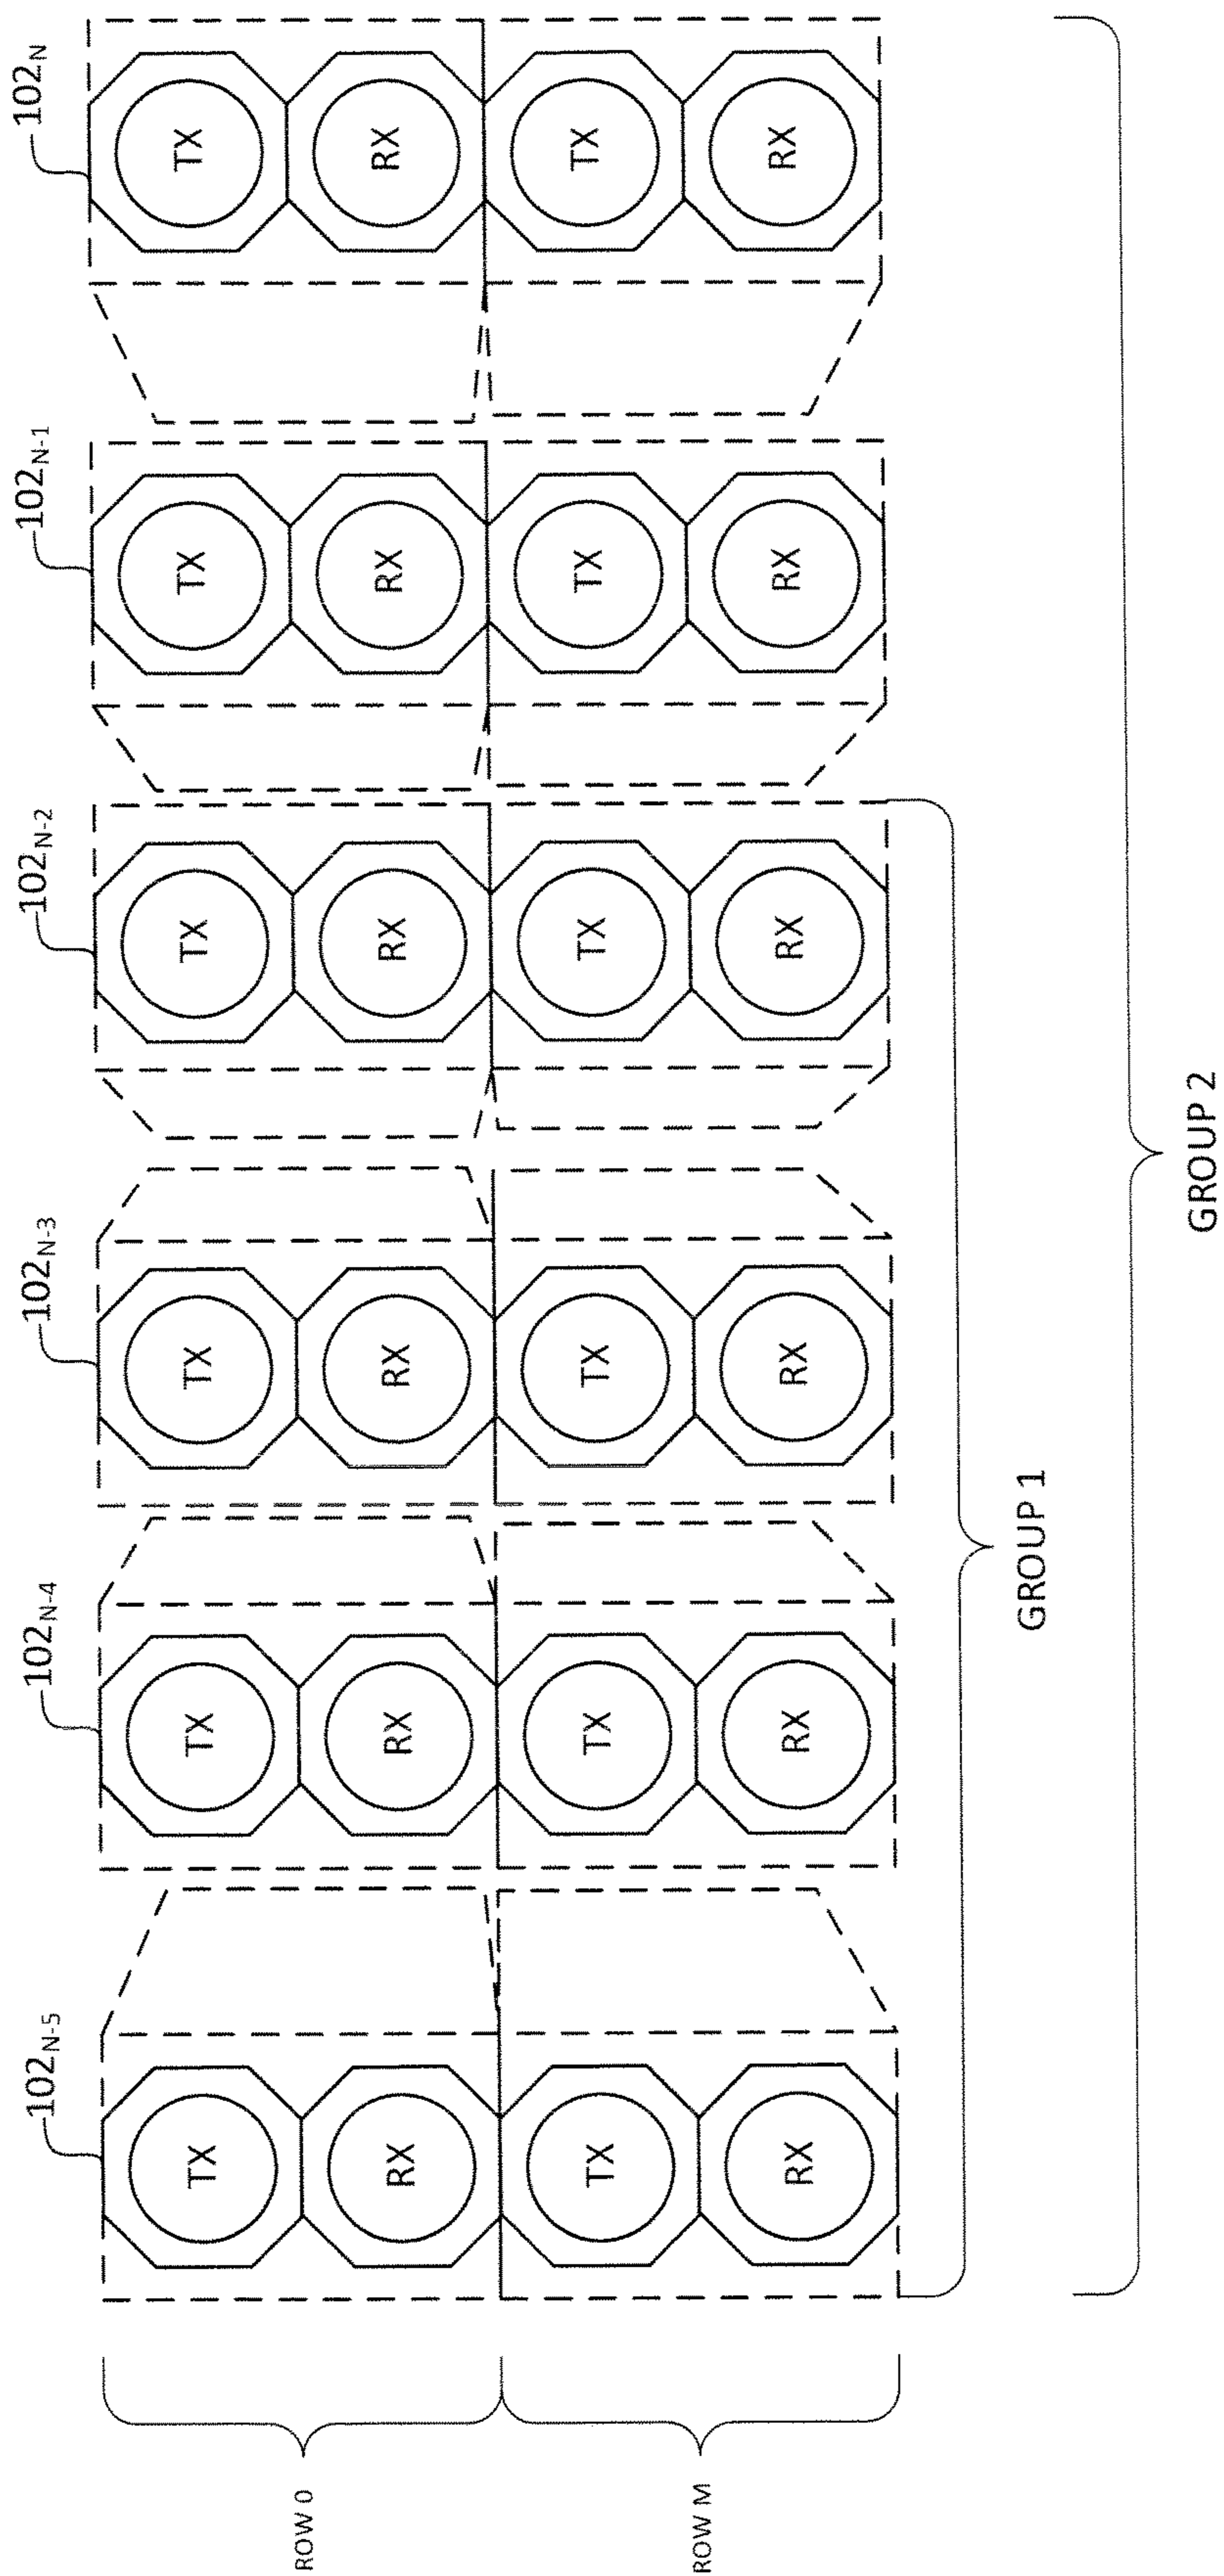 102N-5 102N-4 102N-3 102N-2 102N-1 102N
TX TX TX TX TX TX
ROW 0
RX RX RX RX RX RX
TX TX TX TX TX TX
ROW M
RX RX RX RX RX RX
GROUP 1
GROUP 2